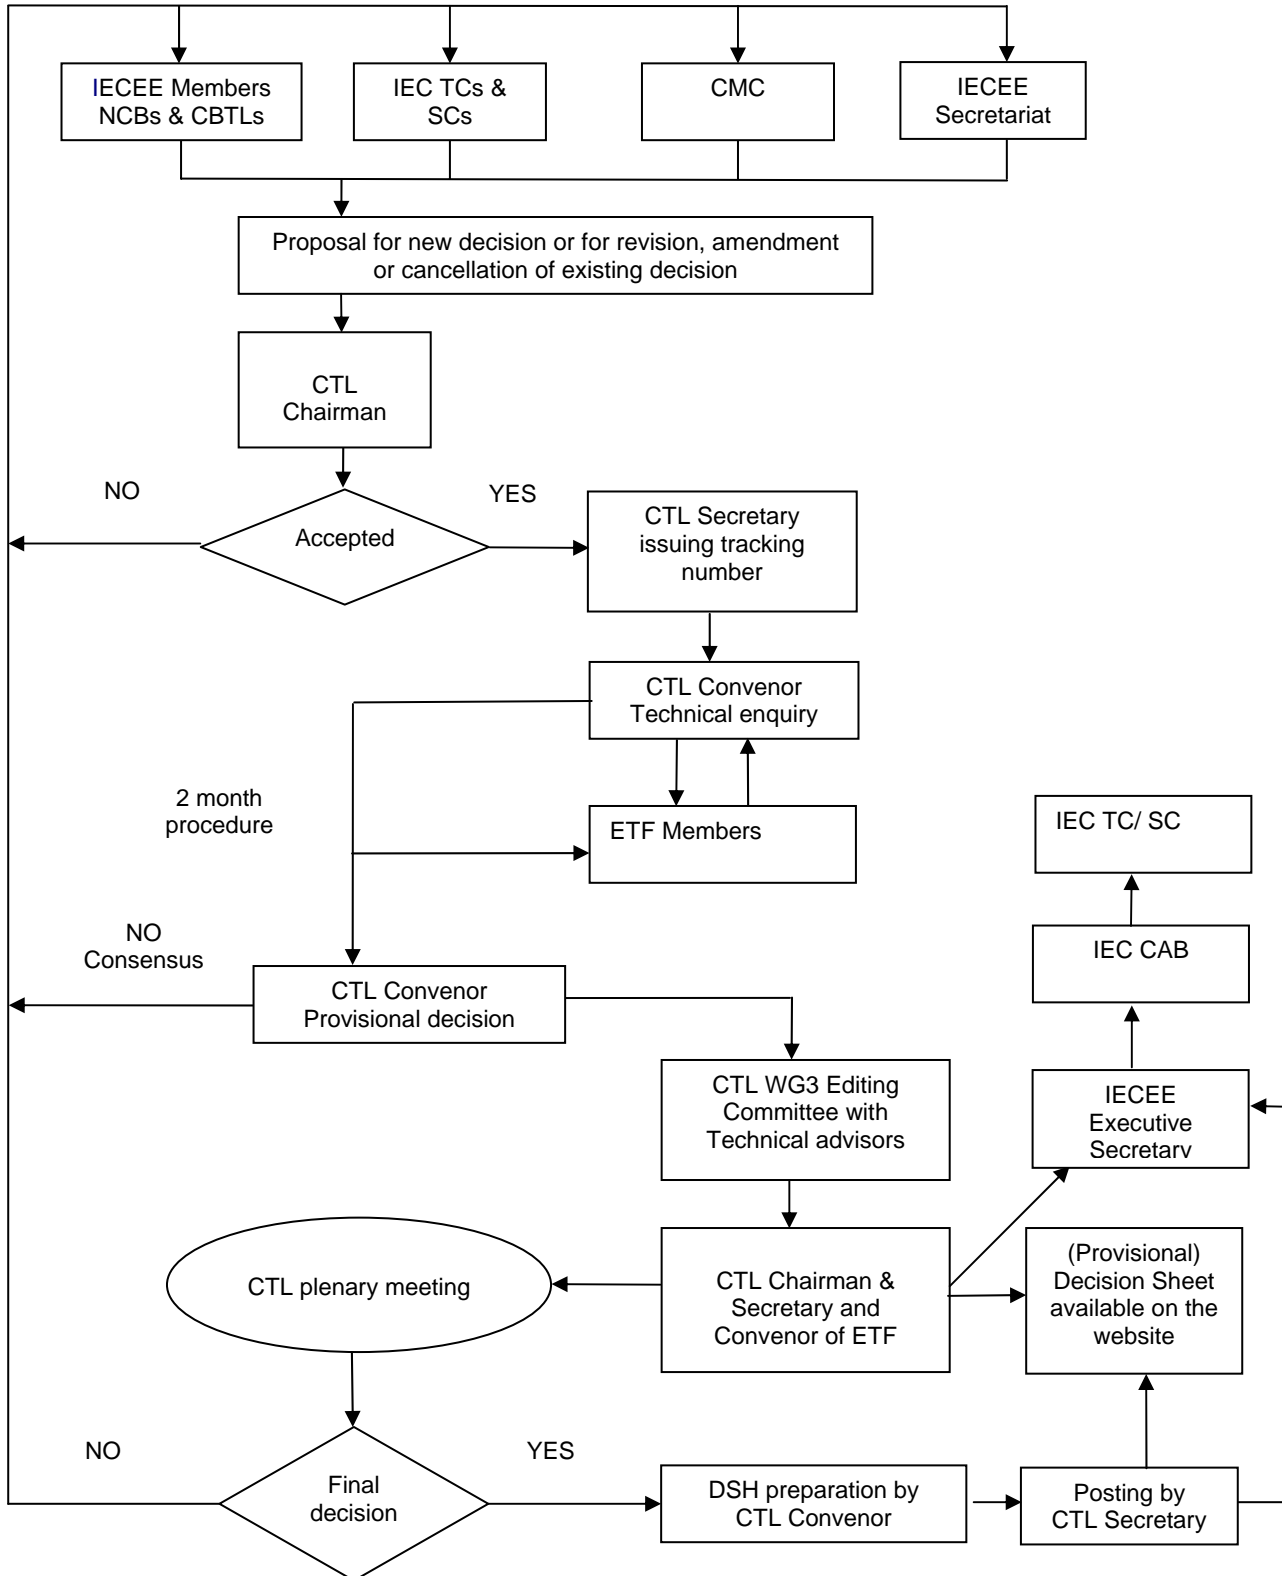 IECEE Members
NCBs & CBTLs
IEC TCs &
SCs
CMC
IECEE
Secretariat
Proposal for new decision or for revision, amendment
or cancellation of existing decision
CTL
Chairman
NO
YES
Accepted
CTL Secretary
issuing tracking
number
CTL Convenor
Technical enquiry
2 month
procedure
ETF Members
IEC TC/ SC
NO
Consensus
IEC CAB
CTL Convenor
Provisional decision
CTL WG3 Editing
Committee with
Technical advisors
IECEE
Executive
Secretary
CTL plenary meeting
CTL Chairman &
Secretary and
Convenor of ETF
(Provisional)
Decision Sheet
available on the
website
NO
YES
Final
decision
DSH preparation by
CTL Convenor
Posting by
CTL Secretary